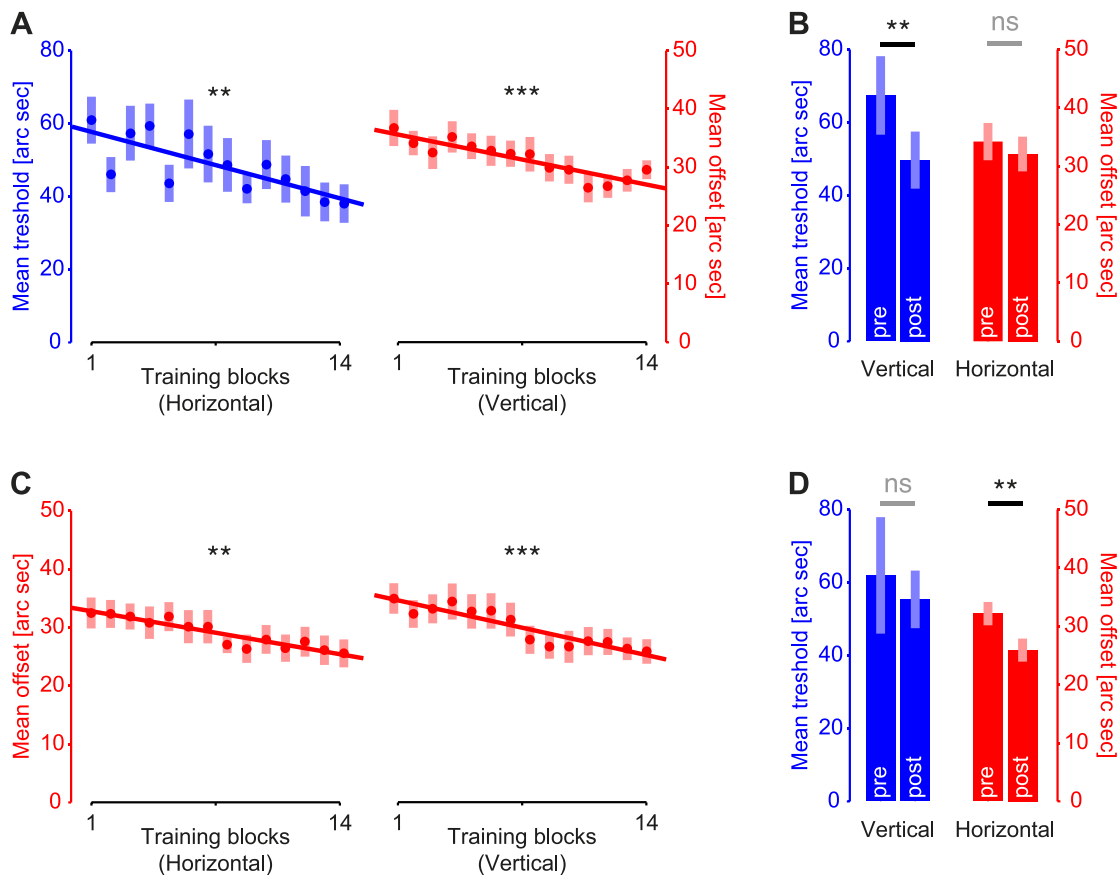 A
B
80
60
40
20
0
Mean treshold [arc sec]
**
***
50
40
30
20
10
0
Mean offset [arc sec]
1
14
Training blocks
(Horizontal)
1
14
Training blocks
(Vertical)
80
60
40
20
0
Mean treshold [arc sec]
**
ns
50
40
30
20
10
0
Mean offset [arc sec]
pre
post
pre
post
Vertical
Horizontal
C
D
50
40
30
20
10
0
Mean offset [arc sec]
**
***
1
14
Training blocks
(Horizontal)
1
14
Training blocks
(Vertical)
80
60
40
20
0
Mean treshold [arc sec]
ns
**
50
40
30
20
10
0
Mean offset [arc sec]
pre
post
pre
post
Vertical
Horizontal